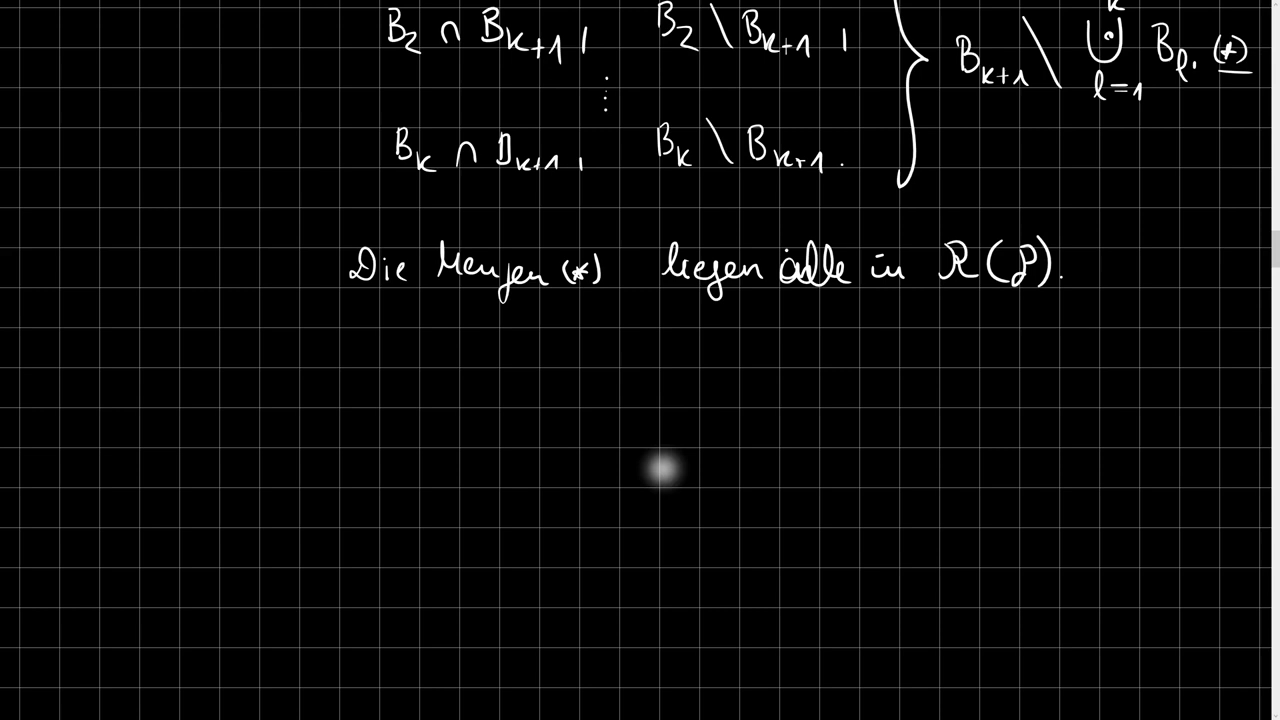 B₂ ∩ B_{k+1}, B₂ \ B_{k+1},
⋮
B_k ∩ B_{k+1}, B_k \ B_{k+1}.
} B_{k+1} \ ⨃_{l=1}^{k} B_l. (*)
Die Mengen (*) liegen alle in R(P).